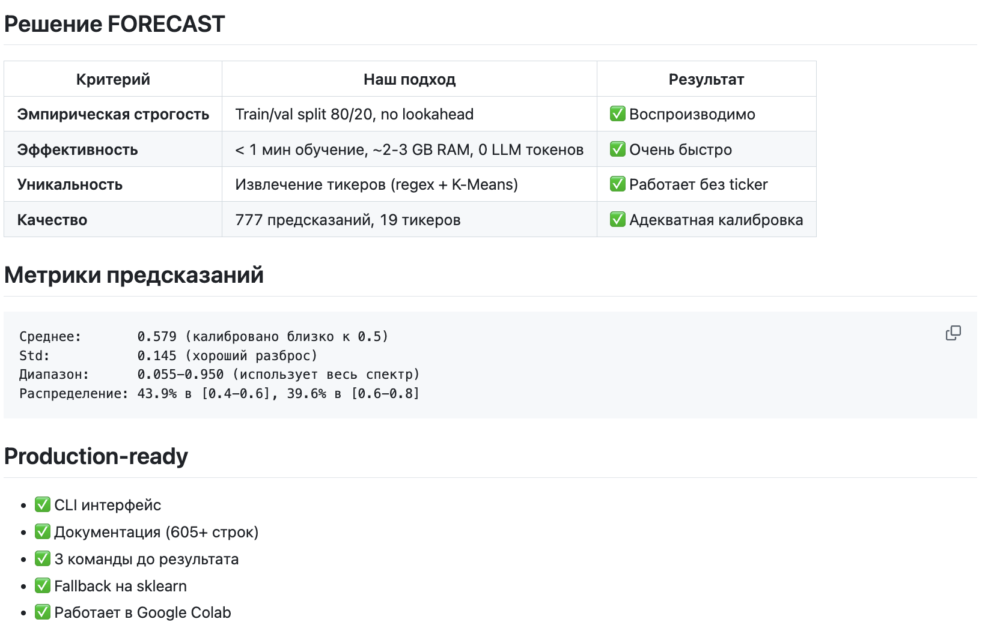 Решение FORECAST
Критерий Наш подход Результат
Эмпирическая строгость Train/val split 80/20, no lookahead ✅ Воспроизводимо
Эффективность < 1 мин обучение, ~2-3 GB RAM, 0 LLM токенов ✅ Очень быстро
Уникальность Извлечение тикеров (regex + K-Means) ✅ Работает без ticker
Качество 777 предсказаний, 19 тикеров ✅ Адекватная калибровка
Метрики предсказаний
Среднее: 0.579 (калибровано близко к 0.5)
Std: 0.145 (хороший разброс)
Диапазон: 0.055–0.950 (использует весь спектр)
Распределение: 43.9% в [0.4–0.6], 39.6% в [0.6–0.8]
Production-ready
• ✅ CLI интерфейс
• ✅ Документация (605+ строк)
• ✅ 3 команды до результата
• ✅ Fallback на sklearn
• ✅ Работает в Google Colab